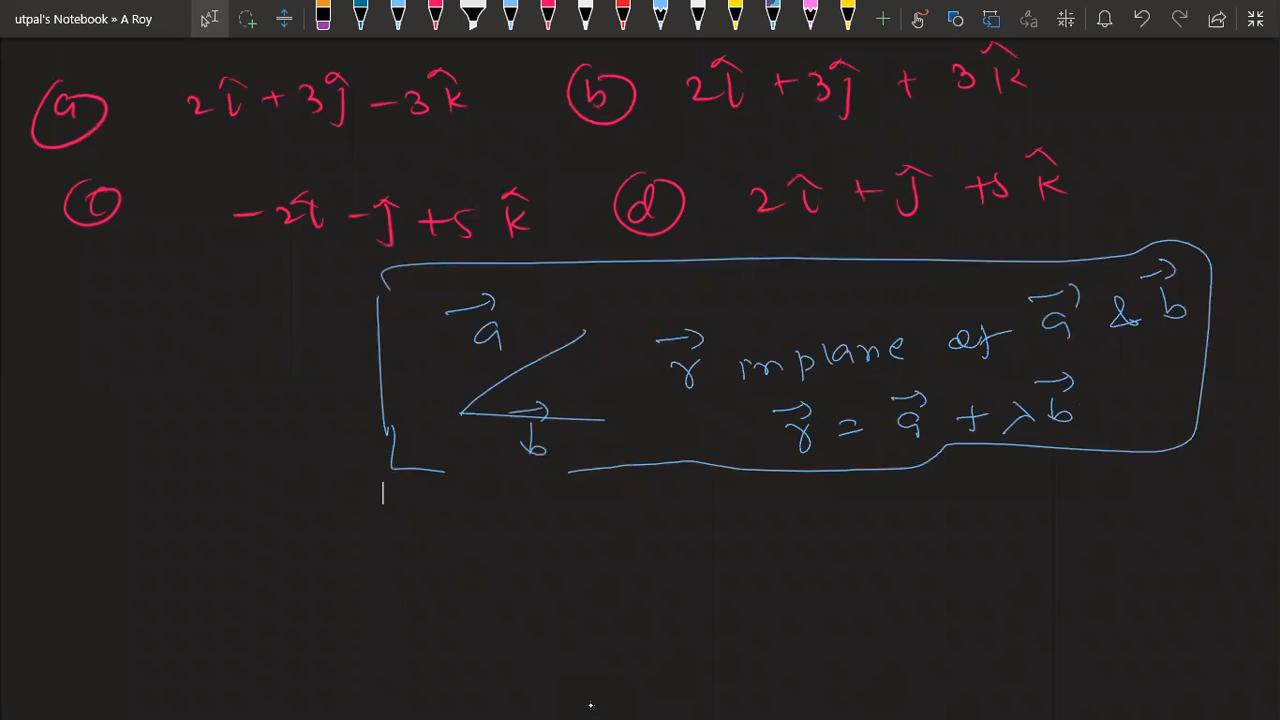 utpal's Notebook » A Roy
(a) 2î + 3ĵ - 3k̂ (b) 2î + 3ĵ + 3k̂
(c) -2î - ĵ + 5k̂ (d) 2î + ĵ + 5k̂
a⃗
r⃗ in plane of a⃗ & b⃗
r⃗ = a⃗ + λb⃗
b⃗